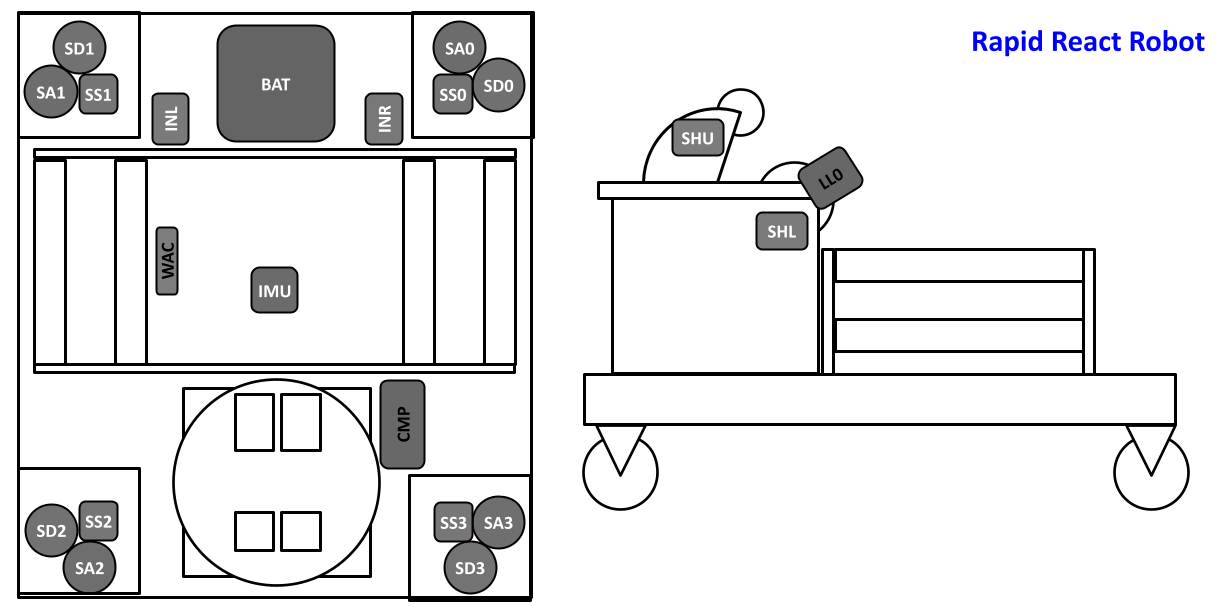 Rapid React Robot
SD1
SA1
SS1
BAT
SA0
SS0
SD0
INL
INR
WAC
IMU
CMP
SD2
SS2
SA2
SS3
SA3
SD3
SHU
LL0
SHL